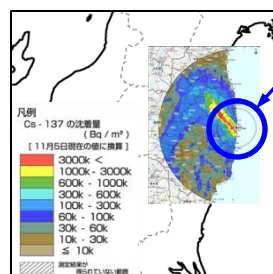 凡例
Cs - 137 の沈着量
( Bq / m² )
[ 11月5日現在の値に換算 ]
3000k <
1000k - 3000k
600k - 1000k
300k - 600k
100k - 300k
60k - 100k
30k - 60k
10k - 30k
≦ 10k
測定結果が
得られていない範囲